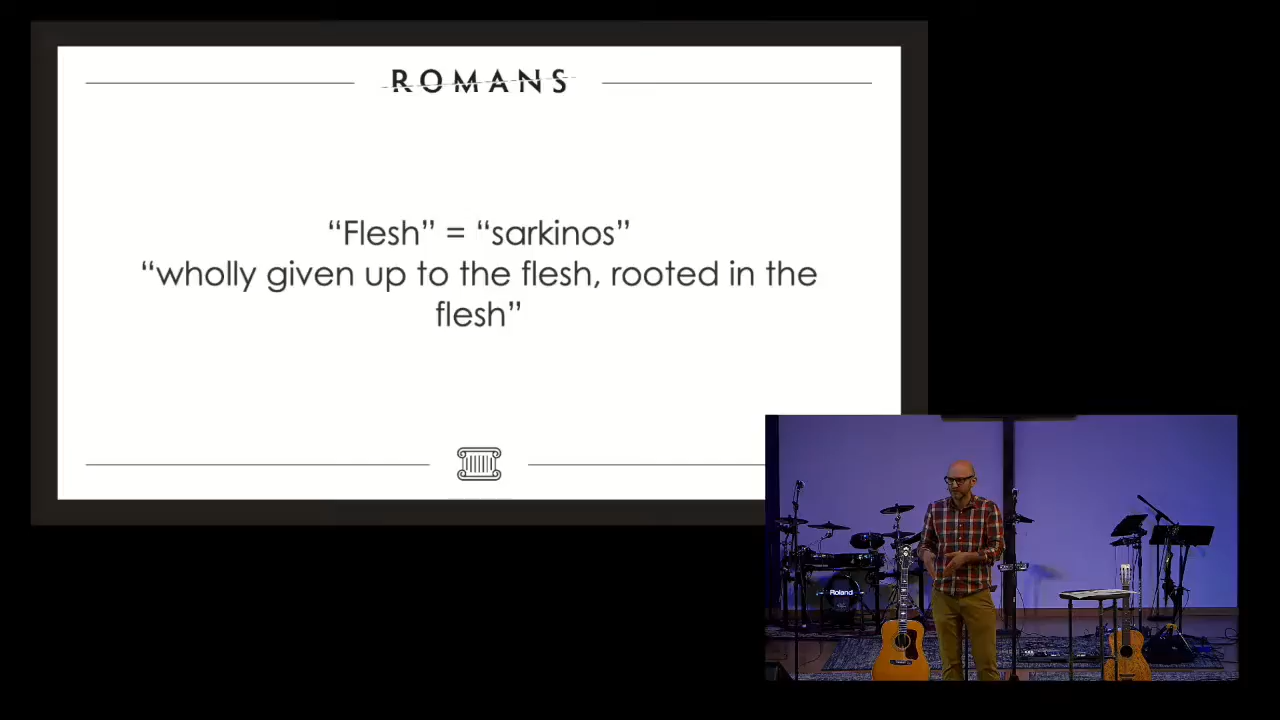 ROMANS
“Flesh” = “sarkinos”
“wholly given up to the flesh, rooted in the
flesh”
Roland